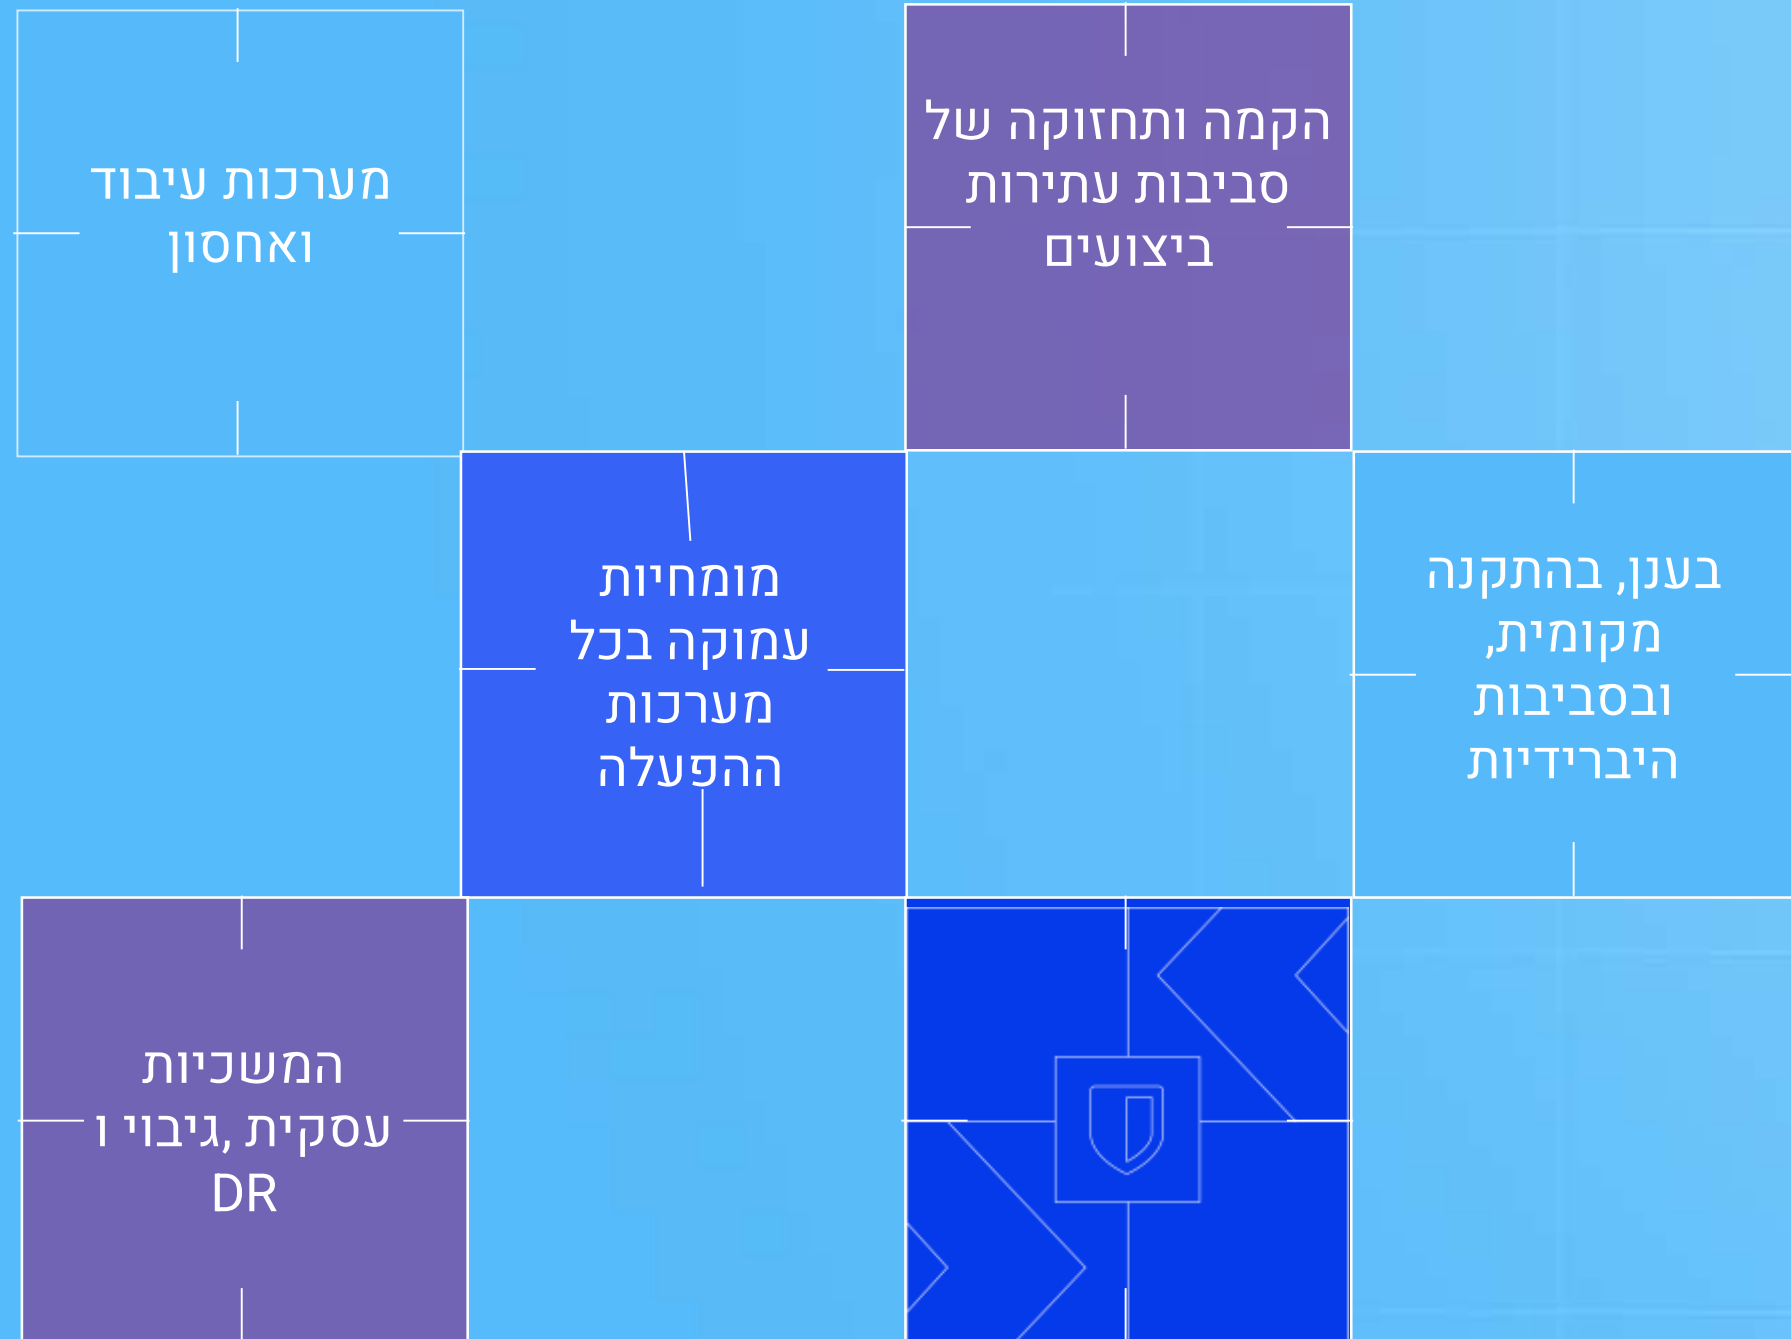 הקמה ותחזוקה של
סביבות עתירות
ביצועים
מערכות עיבוד
ואחסון
בענן, בהתקנה
מקומית,
ובסביבות
היברידיות
מומחיות
עמוקה בכל
מערכות
ההפעלה
המשכיות
עסקית ,גיבוי ו
DR